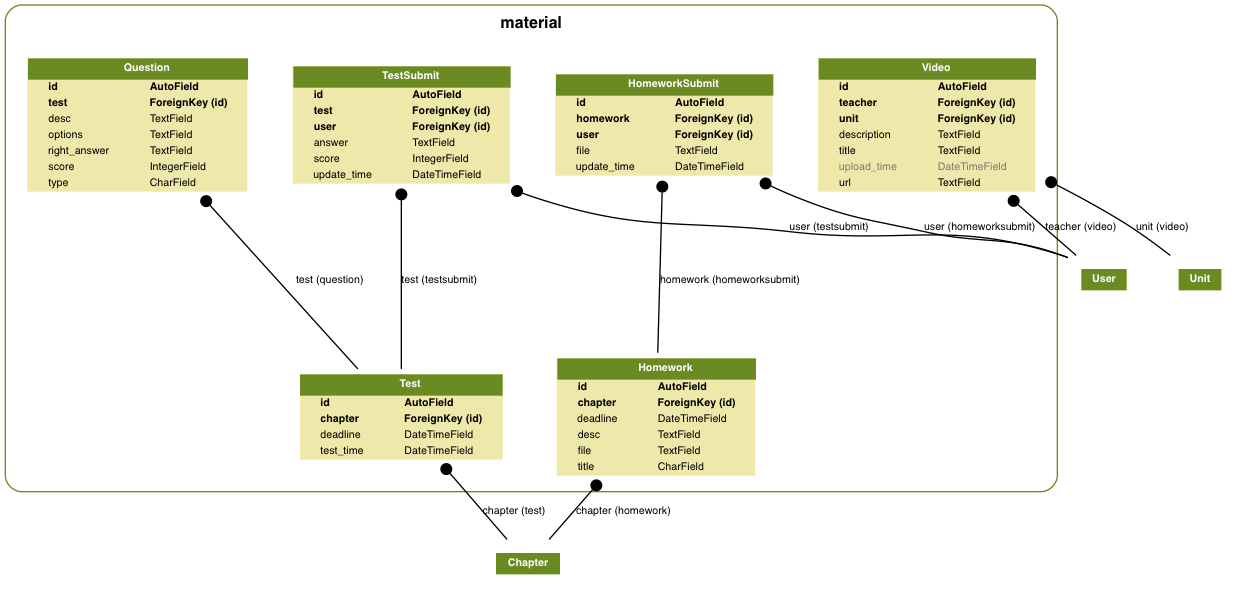 material
Question
id AutoField
test ForeignKey (id)
desc TextField
options TextField
right_answer TextField
score IntegerField
type CharField
TestSubmit
id AutoField
test ForeignKey (id)
user ForeignKey (id)
answer TextField
score IntegerField
update_time DateTimeField
HomeworkSubmit
id AutoField
homework ForeignKey (id)
user ForeignKey (id)
file TextField
update_time DateTimeField
Video
id AutoField
teacher ForeignKey (id)
unit ForeignKey (id)
description TextField
title TextField
upload_time DateTimeField
url TextField
user (testsubmit)
user (homeworksubmit)
teacher (video)
unit (video)
test (question)
test (testsubmit)
homework (homeworksubmit)
User
Unit
Test
id AutoField
chapter ForeignKey (id)
deadline DateTimeField
test_time DateTimeField
Homework
id AutoField
chapter ForeignKey (id)
deadline DateTimeField
desc TextField
file TextField
title CharField
chapter (test)
chapter (homework)
Chapter